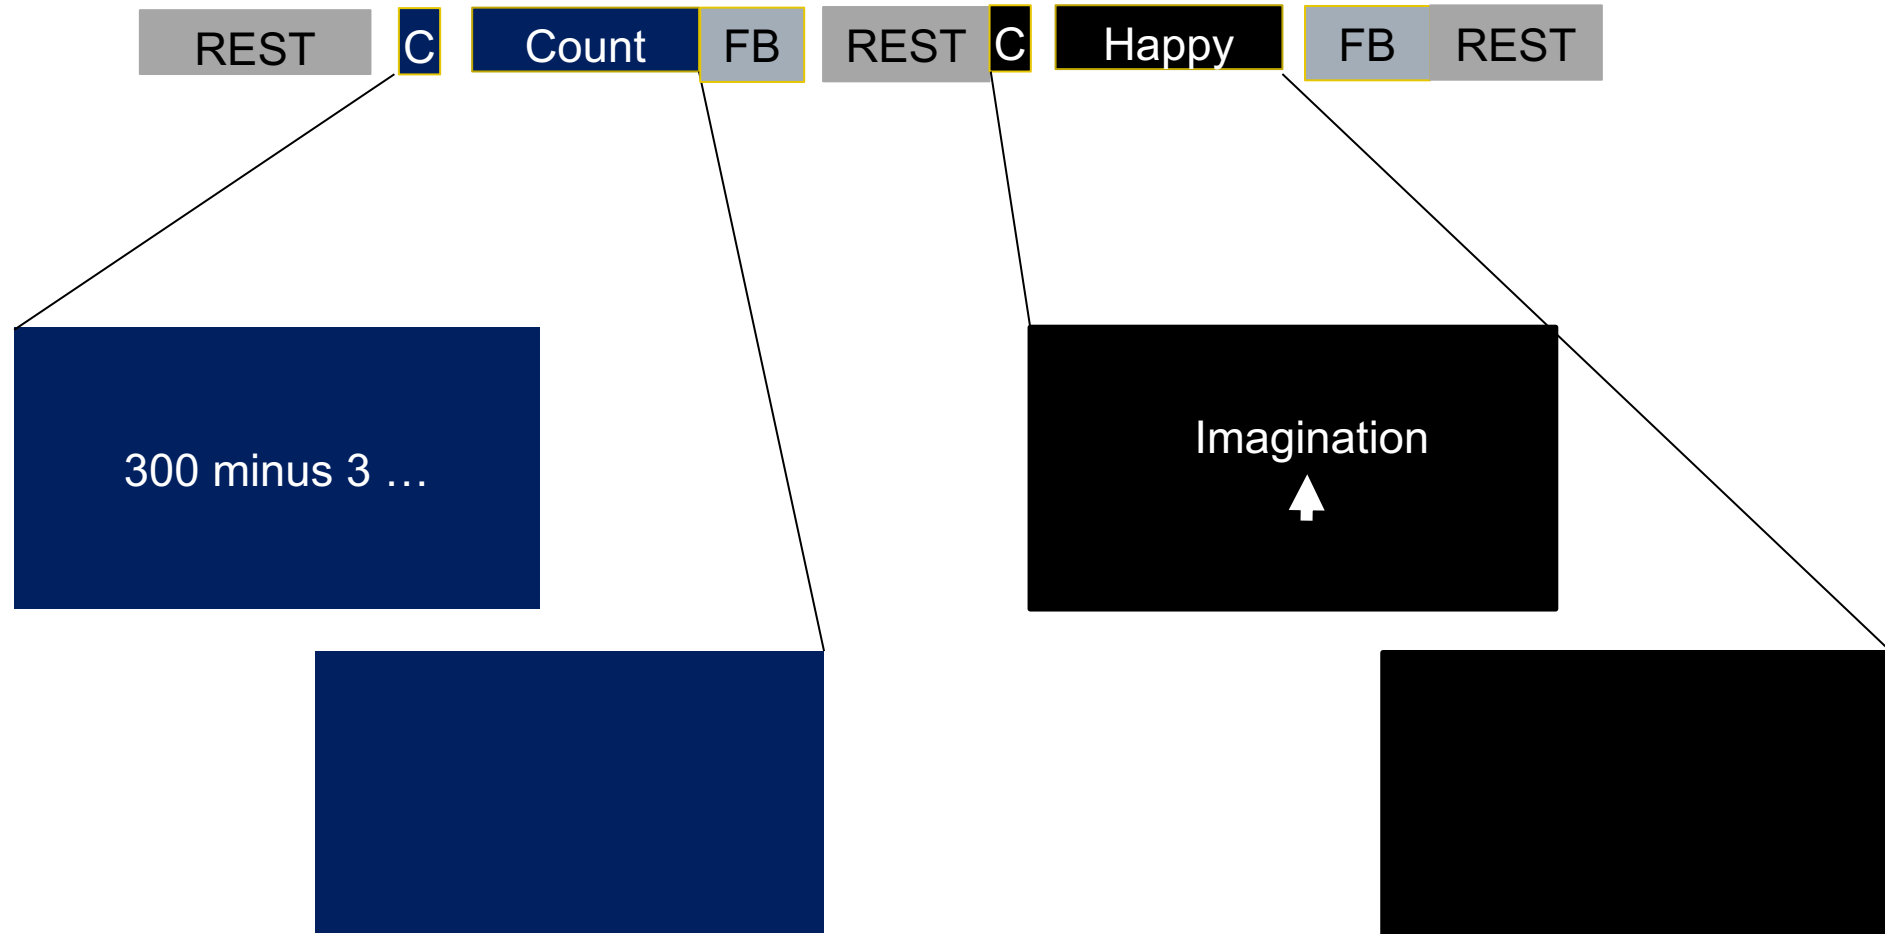 REST C Count FB REST C Happy FB REST
300 minus 3 …
Imagination